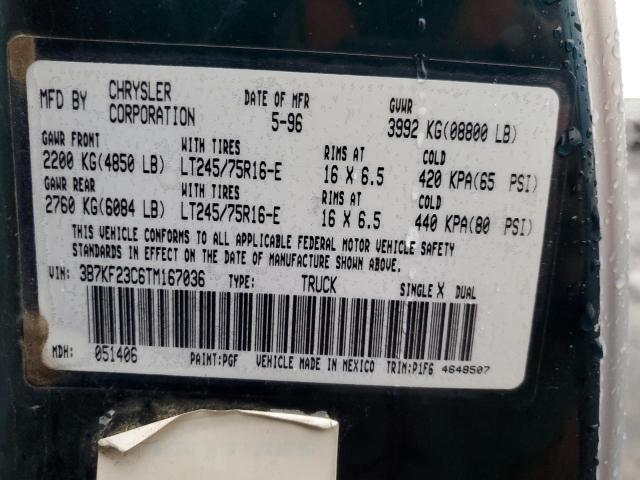 MFD BY CHRYSLER CORPORATION DATE OF MFR 5-96 GVWR 3992 KG(08800 LB)
GAWR FRONT WITH TIRES RIMS AT COLD
2200 KG(4850 LB) LT245/75R16-E 16 X 6.5 420 KPA(65 PSI)
GAWR REAR WITH TIRES RIMS AT COLD
2760 KG(6084 LB) LT245/75R16-E 16 X 6.5 440 KPA(80 PSI)
THIS VEHICLE CONFORMS TO ALL APPLICABLE FEDERAL MOTOR VEHICLE SAFETY
STANDARDS IN EFFECT ON THE DATE OF MANUFACTURE SHOWN ABOVE.
VIN: 3B7KF23C6TM167036 TYPE: TRUCK SINGLE X DUAL
MDH: 051406 PAINT:PGF VEHICLE MADE IN MEXICO TRIM:P1F6 4648507